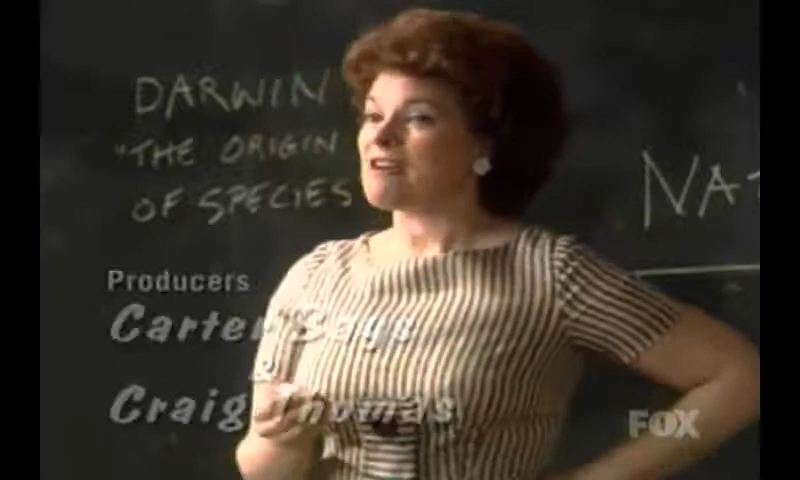 DARWIN
"THE ORIGIN
OF SPECIES
NAT
Producers
Carter Bays
&
Craig Thomas
FOX